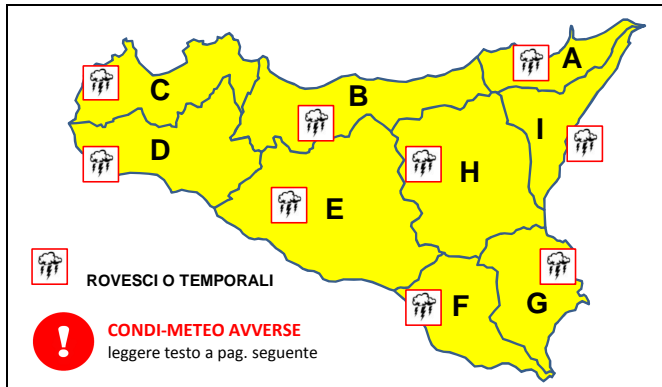 A
C
B
I
D
H
E
F
G
ROVESCI O TEMPORALI
!
CONDI-METEO AVVERSE
leggere testo a pag. seguente